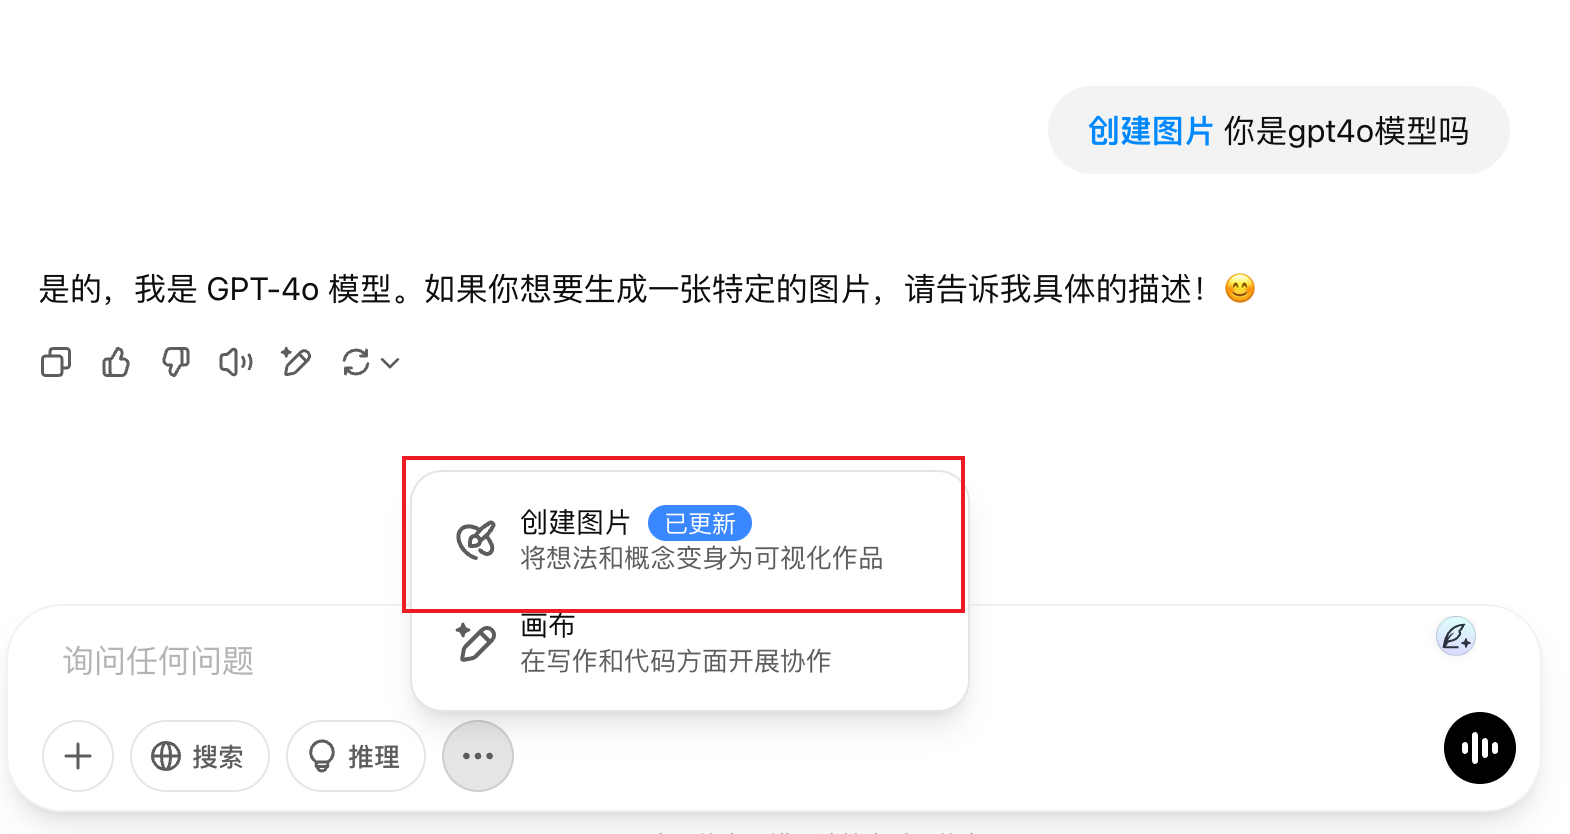 创建图片 你是gpt4o模型吗
是的，我是 GPT-4o 模型。如果你想要生成一张特定的图片，请告诉我具体的描述！😊
创建图片 已更新
将想法和概念变身为可视化作品
画布
在写作和代码方面开展协作
询问任何问题
搜索 推理